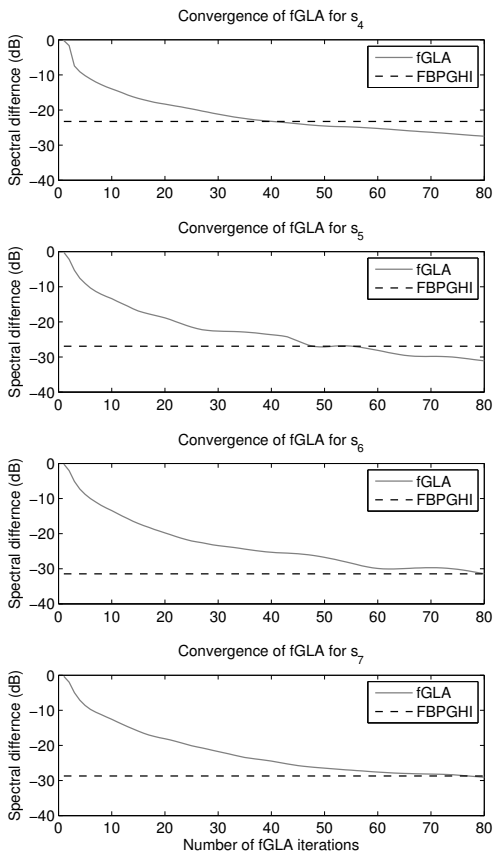 Convergence of fGLA for s4
Spectral differnce (dB)
0
−10
−20
−30
−40
fGLA
FBPGHI
0 10 20 30 40 50 60 70 80
Convergence of fGLA for s5
Spectral differnce (dB)
0
−10
−20
−30
−40
fGLA
FBPGHI
0 10 20 30 40 50 60 70 80
Convergence of fGLA for s6
Spectral differnce (dB)
0
−10
−20
−30
−40
fGLA
FBPGHI
0 10 20 30 40 50 60 70 80
Convergence of fGLA for s7
Spectral differnce (dB)
0
−10
−20
−30
−40
fGLA
FBPGHI
0 10 20 30 40 50 60 70 80
Number of fGLA iterations